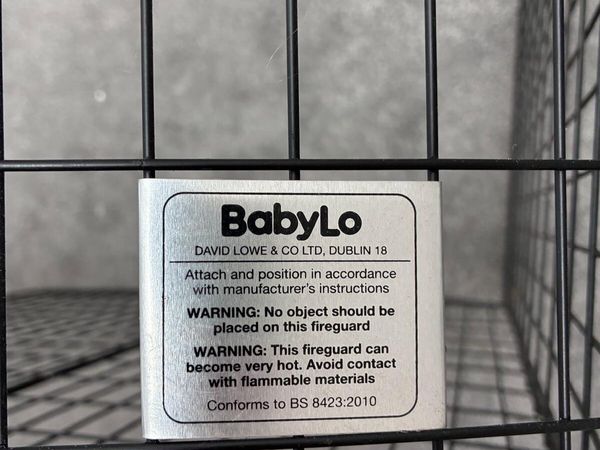 BabyLo
DAVID LOWE & CO LTD, DUBLIN 18
Attach and position in accordance
with manufacturer's instructions
WARNING: No object should be
placed on this fireguard
WARNING: This fireguard can
become very hot. Avoid contact
with flammable materials
Conforms to BS 8423:2010